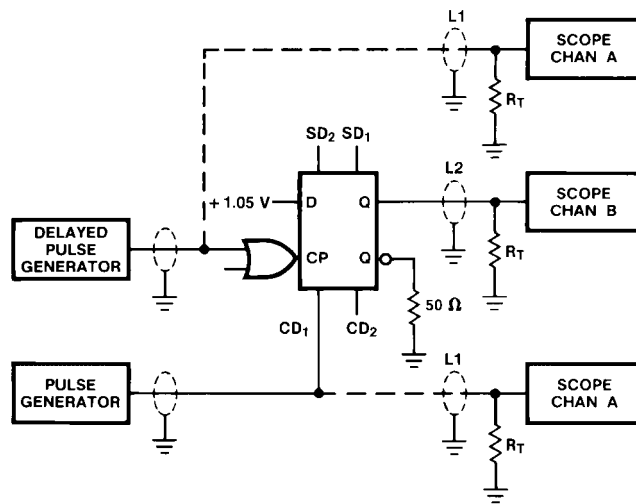 L1
SCOPE
CHAN A
RT
SD2 SD1
L2
+ 1.05 V
D
Q
SCOPE
CHAN B
DELAYED
PULSE
GENERATOR
CP
Q
RT
50 Ω
CD1
CD2
L1
PULSE
GENERATOR
SCOPE
CHAN A
RT